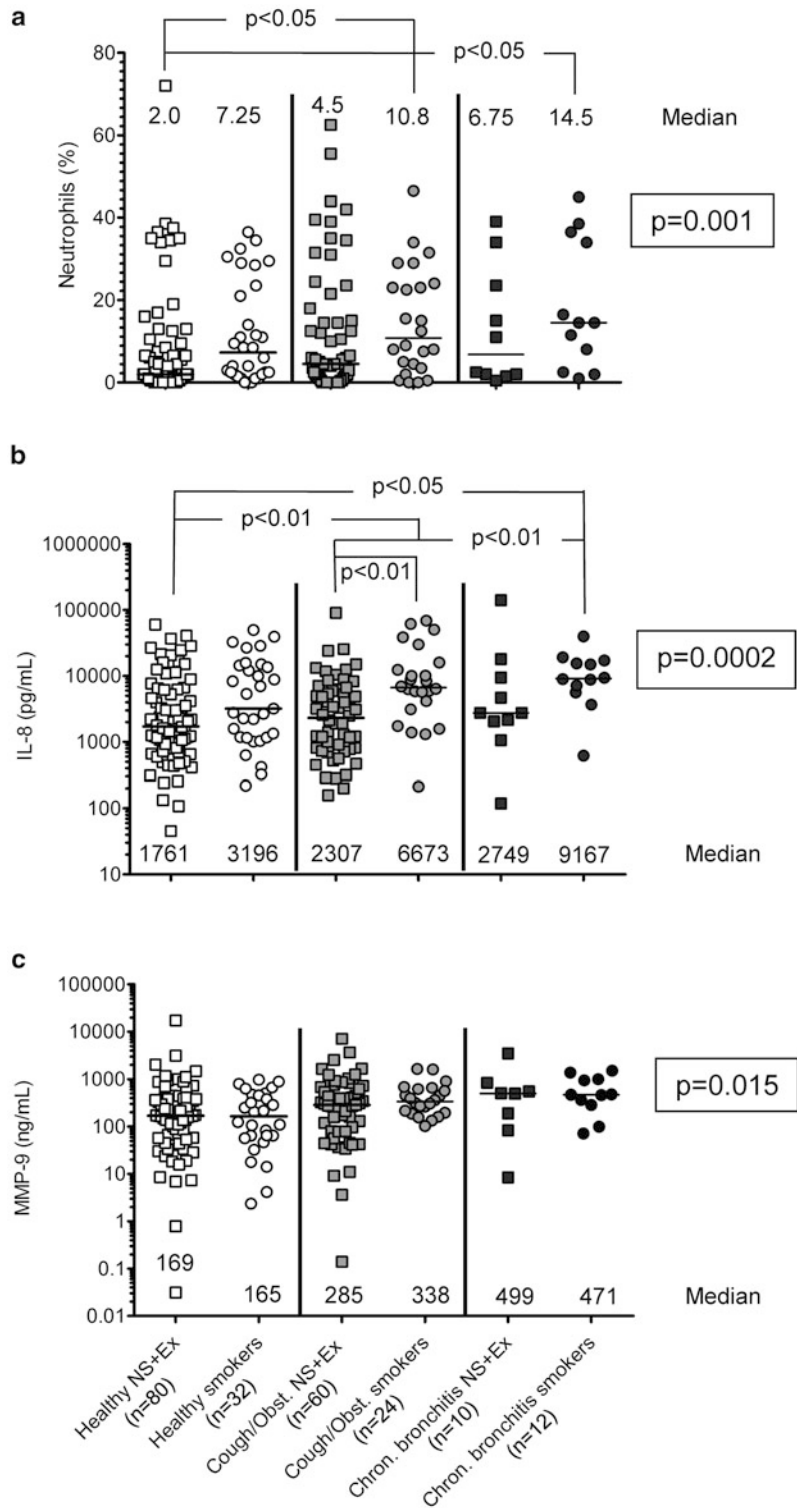 a
p<0.05
p<0.05
80
60
40
20
0
Neutrophils (%)
2.0 7.25 4.5 10.8 6.75 14.5 Median
p=0.001
b
p<0.05
p<0.01
p<0.01
p<0.01
1000000
100000
10000
1000
100
10
IL-8 (pg/mL)
p=0.0002
1761 3196 2307 6673 2749 9167 Median
c
100000
10000
1000
100
10
1
0.1
0.01
MMP-9 (ng/mL)
p=0.015
169 165 285 338 499 471 Median
Healthy NS+Ex
(n=80)
Healthy smokers
(n=32)
Cough/Obst. NS+Ex
(n=60)
Cough/Obst. smokers
(n=24)
Chron. bronchitis NS+Ex
(n=10)
Chron. bronchitis smokers
(n=12)